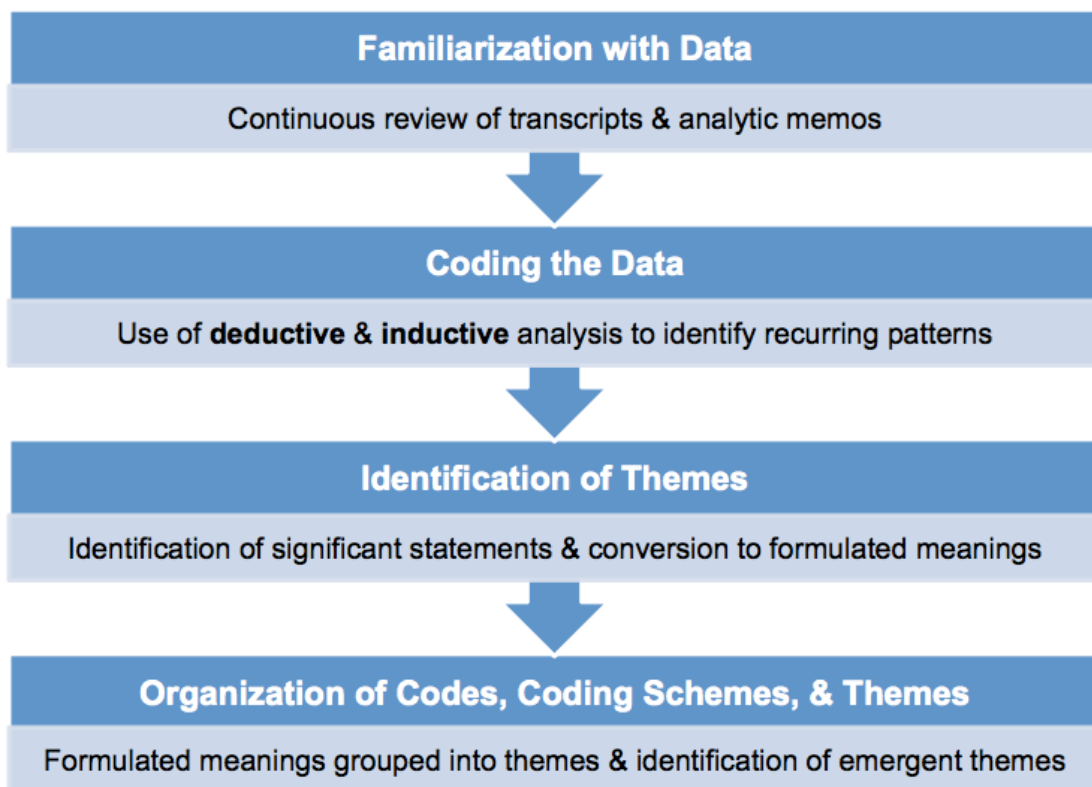 Familiarization with Data
Continuous review of transcripts & analytic memos
Coding the Data
Use of deductive & inductive analysis to identify recurring patterns
Identification of Themes
Identification of significant statements & conversion to formulated meanings
Organization of Codes, Coding Schemes, & Themes
Formulated meanings grouped into themes & identification of emergent themes